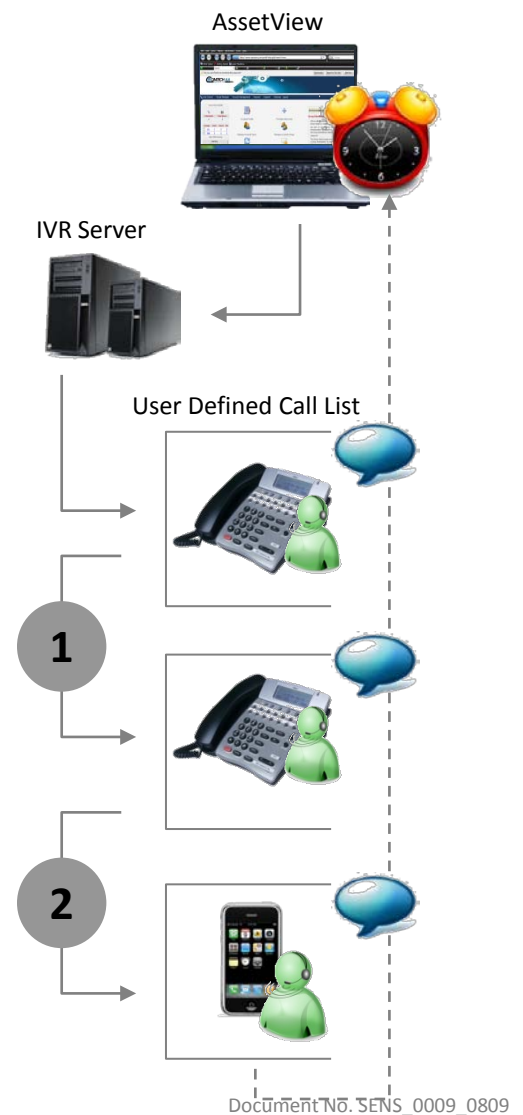 AssetView
IVR Server
User Defined Call List
1
2
Document No. SENS_0009_0809